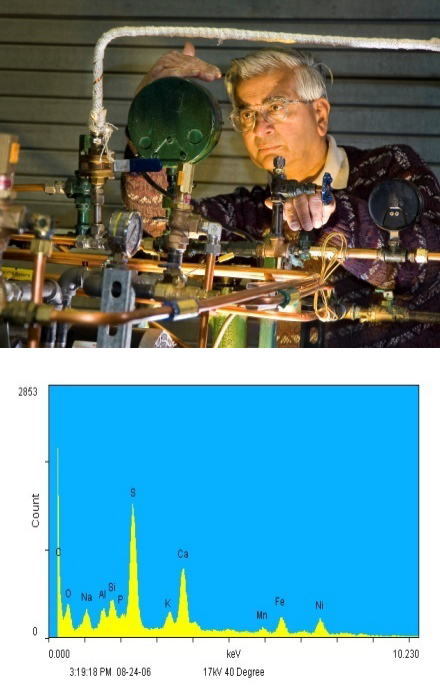 2853
Count
C
O
Na
Al
Si
P
S
K
Ca
Mn
Fe
Ni
0
0.000
keV
10.230
3:19:18 PM 08-24-06
17kV 40 Degree